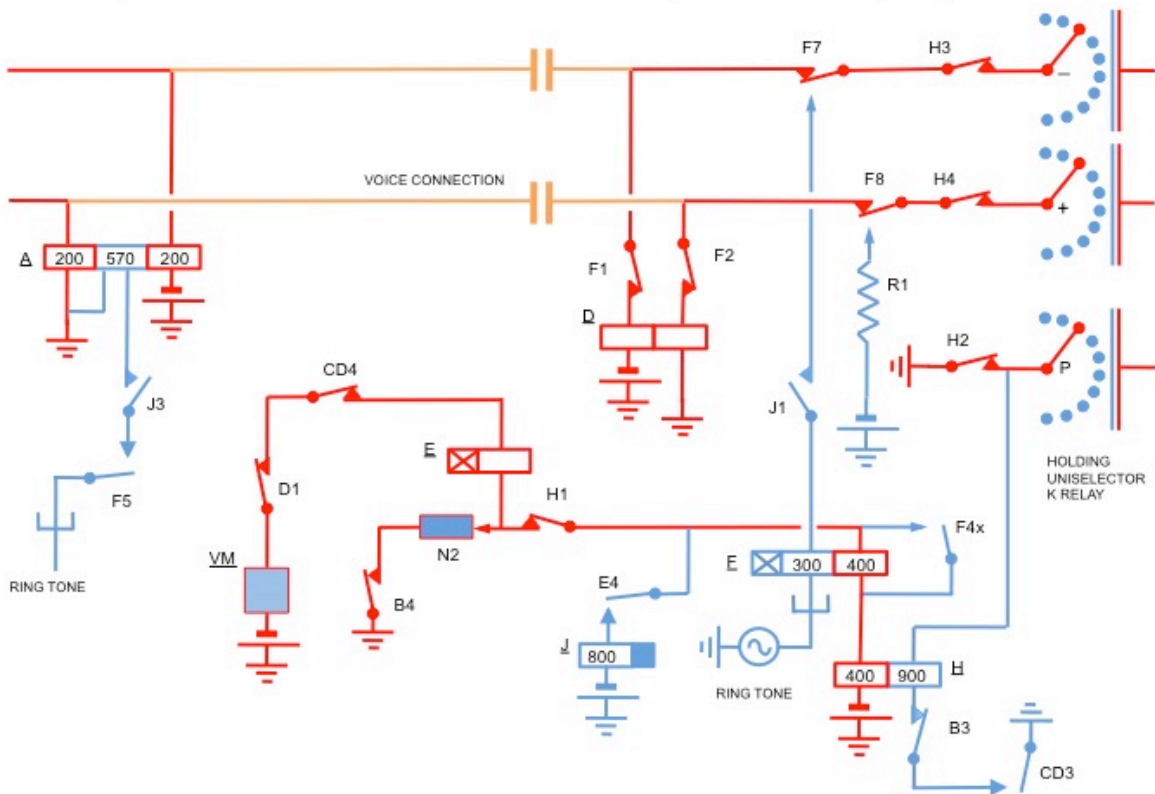 F7
H3
−
VOICE CONNECTION
F8
H4
+
A
200
570
200
F1
F2
R1
D
H2
P
CD4
J3
J1
E
HOLDING
UNISELECTOR
K RELAY
D1
H1
F5
N2
F4x
VM
F
300
400
RING TONE
B4
E4
J
800
400
900
H
RING TONE
B3
CD3